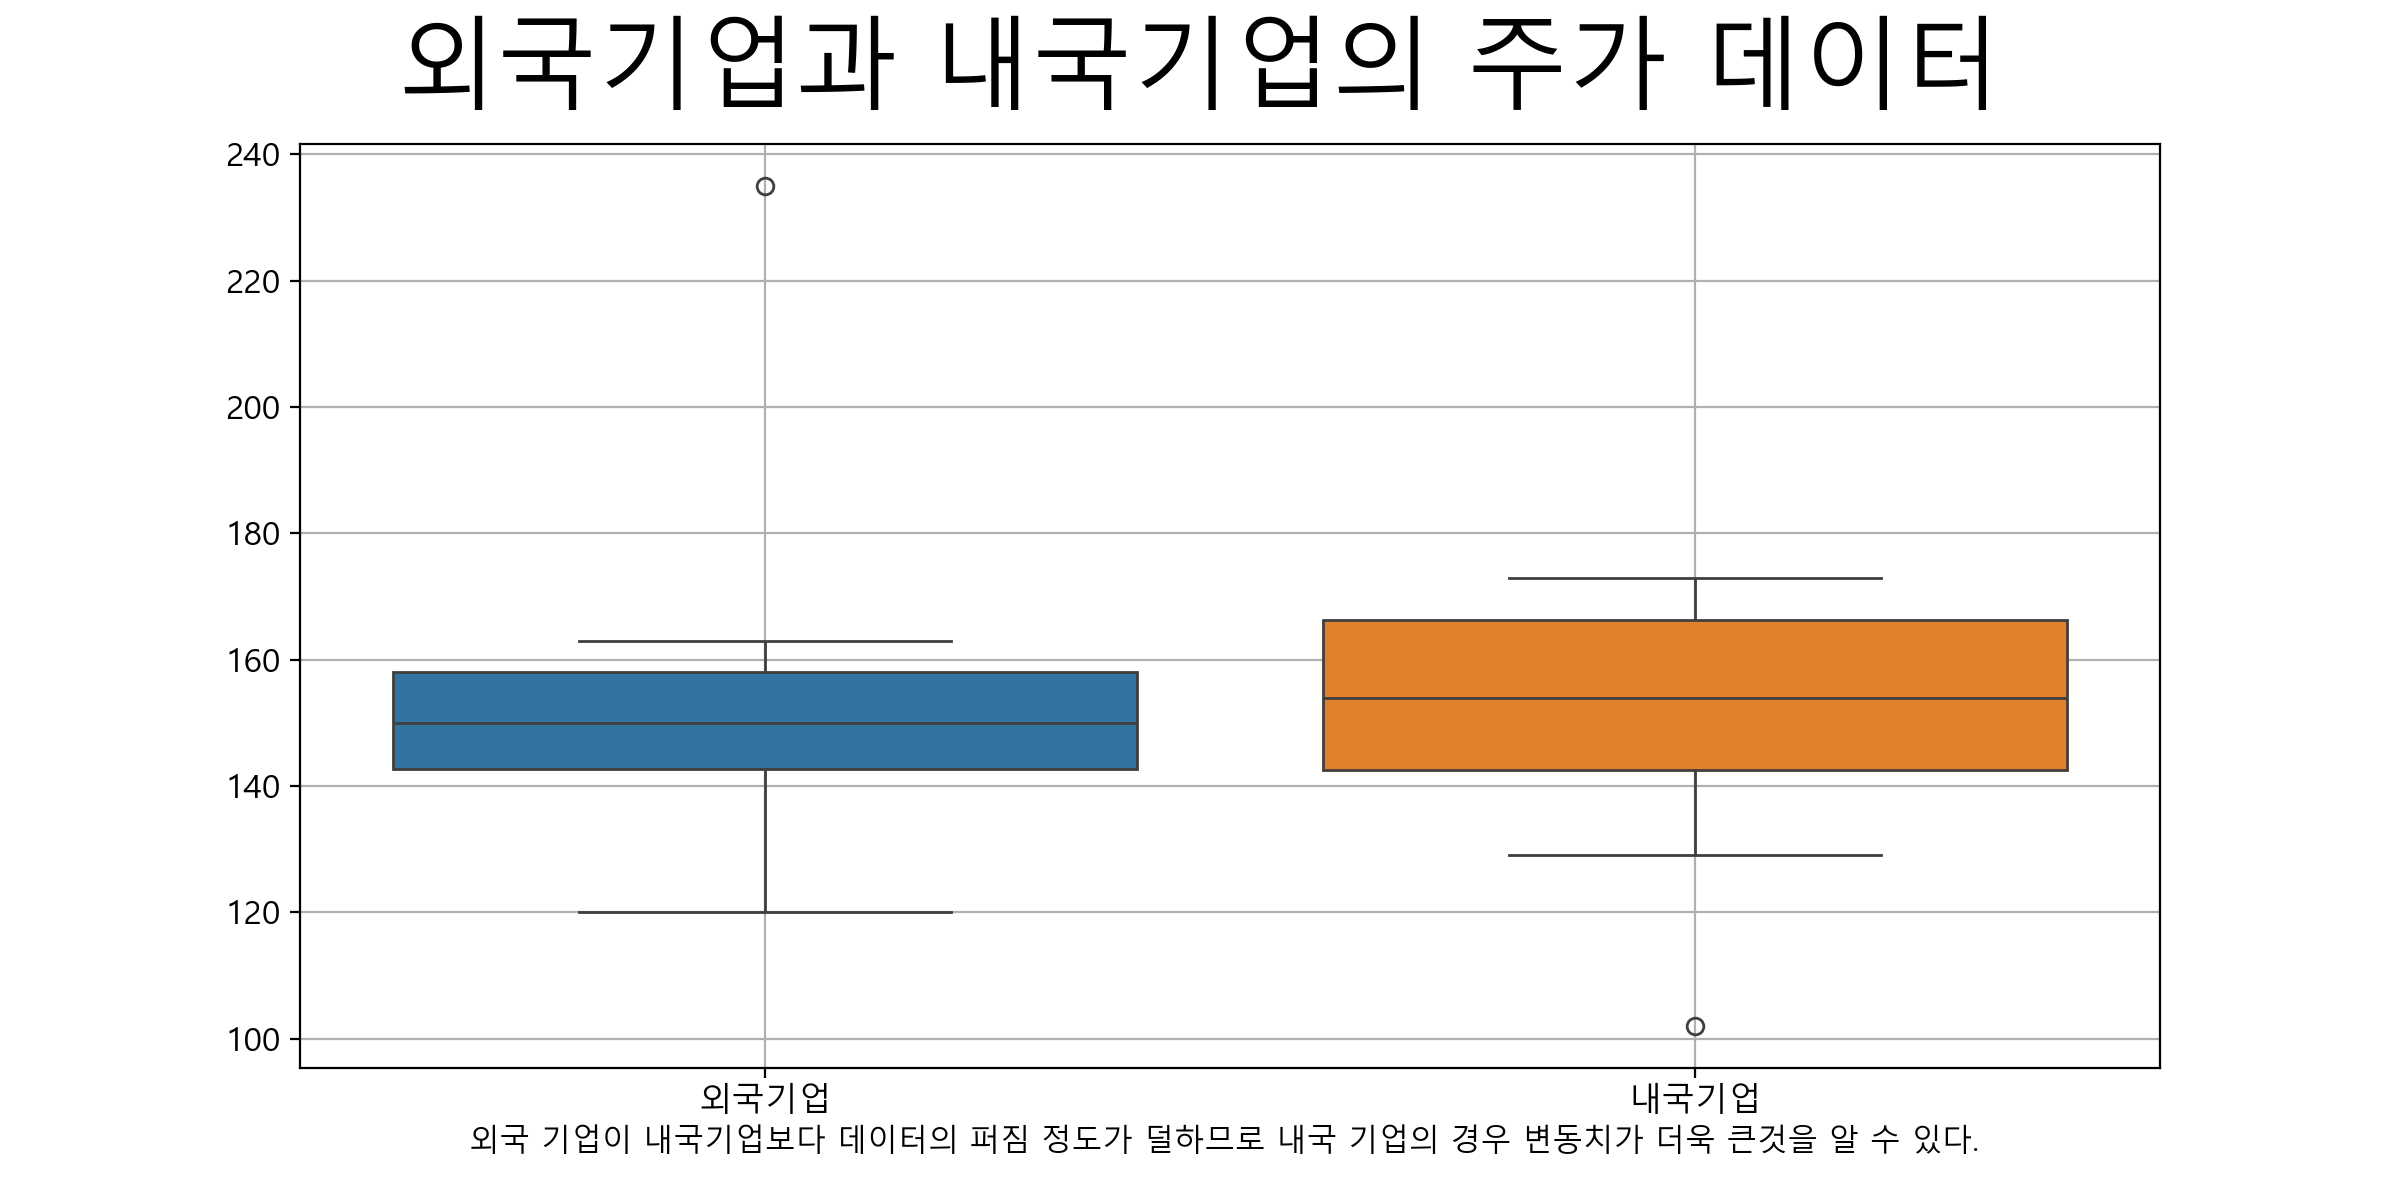 외국기업과 내국기업의 주가 데이터
240
220
200
180
160
140
120
100
외국기업 내국기업
외국 기업이 내국기업보다 데이터의 퍼짐 정도가 덜하므로 내국 기업의 경우 변동치가 더욱 큰것을 알 수 있다.